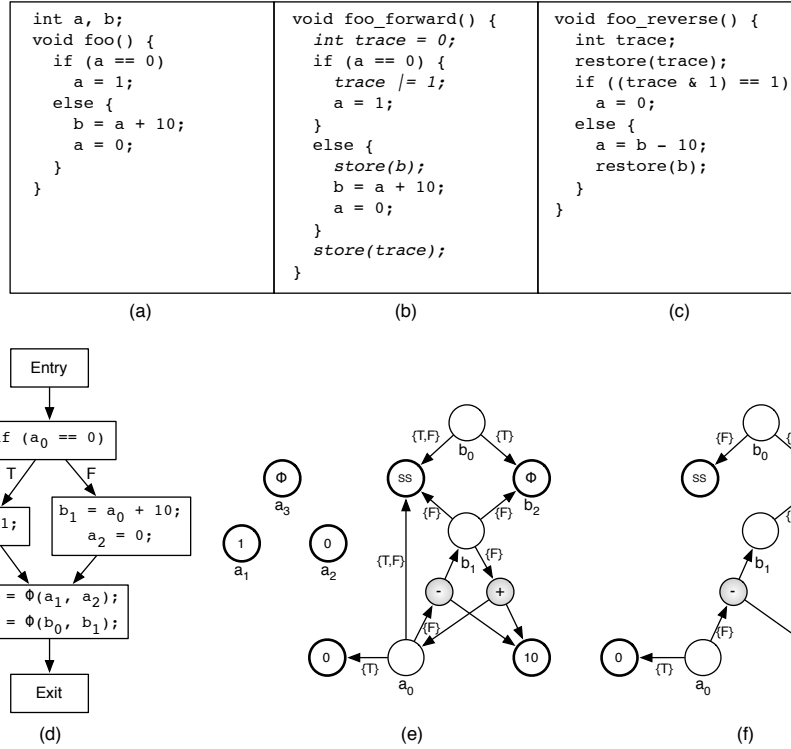 int a, b;
void foo() {
if (a == 0)
a = 1;
else {
b = a + 10;
a = 0;
}
}
(a)
void foo_forward() {
int trace = 0;
if (a == 0) {
trace |= 1;
a = 1;
}
else {
store(b);
b = a + 10;
a = 0;
}
store(trace);
}
(b)
void foo_reverse() {
int trace;
restore(trace);
if ((trace & 1) == 1)
a = 0;
else {
a = b - 10;
restore(b);
}
}
(c)
Entry
f (a0 == 0)
T
F
1;
b1 = a0 + 10;
a2 = 0;
= Φ(a1, a2);
= Φ(b0, b1);
Exit
(d)
b0
{T,F}
{T}
SS
Φ
b2
Φ
a3
1
a1
0
a2
{F}
{F}
b1
{F}
{T,F}
-
+
{F}
0
{T}
a0
10
(e)
b0
{F}
SS
b1
-
{F}
0
{T}
a0
(f)